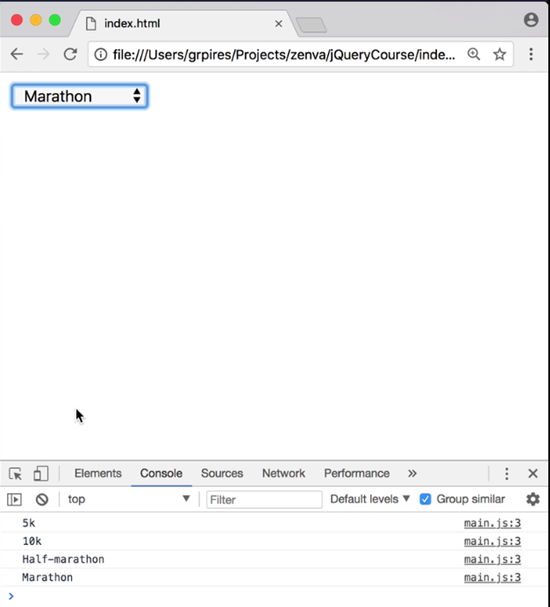 index.html
file:///Users/grpires/Projects/zenva/jQueryCourse/inde...
Marathon
Elements Console Sources Network Performance »
top Filter Default levels Group similar
5k main.js:3
10k main.js:3
Half-marathon main.js:3
Marathon main.js:3